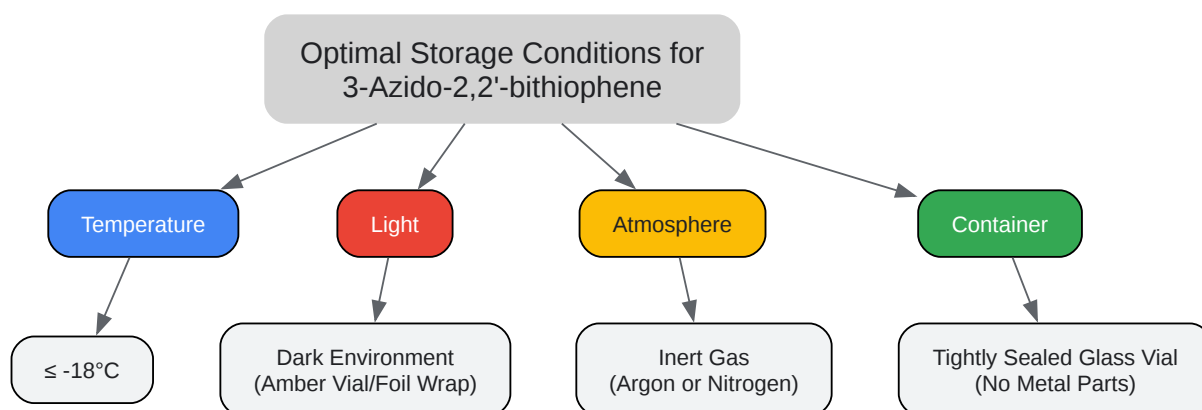 Optimal Storage Conditions for
3-Azido-2,2'-bithiophene
Temperature
Light
Atmosphere
Container
≤ -18°C
Dark Environment
(Amber Vial/Foil Wrap)
Inert Gas
(Argon or Nitrogen)
Tightly Sealed Glass Vial
(No Metal Parts)